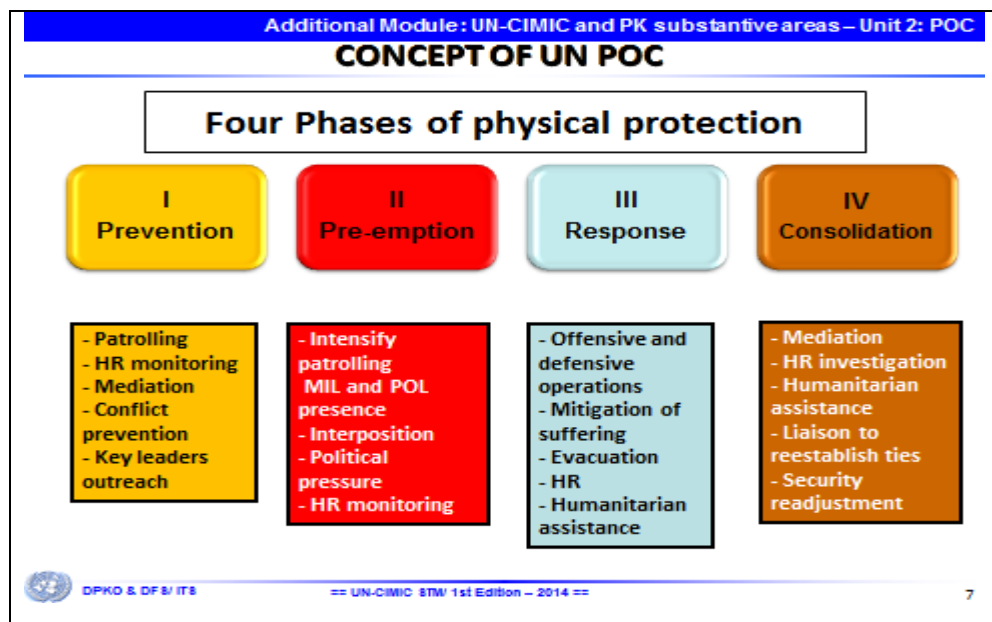 Additional Module: UN-CIMIC and PK substantive areas – Unit 2: POC
CONCEPT OF UN POC
Four Phases of physical protection
I
Prevention
II
Pre-emption
III
Response
IV
Consolidation
- Patrolling
- HR monitoring
- Mediation
- Conflict
prevention
- Key leaders
outreach
- Intensify
patrolling
MIL and POL
presence
- Interposition
- Political
pressure
- HR monitoring
- Offensive and
defensive
operations
- Mitigation of
suffering
- Evacuation
- HR
- Humanitarian
assistance
- Mediation
- HR investigation
- Humanitarian
assistance
- Liaison to
reestablish ties
- Security
readjustment
DPKO & DFS/ ITS
== UN-CIMIC STM/ 1st Edition – 2014 ==
7